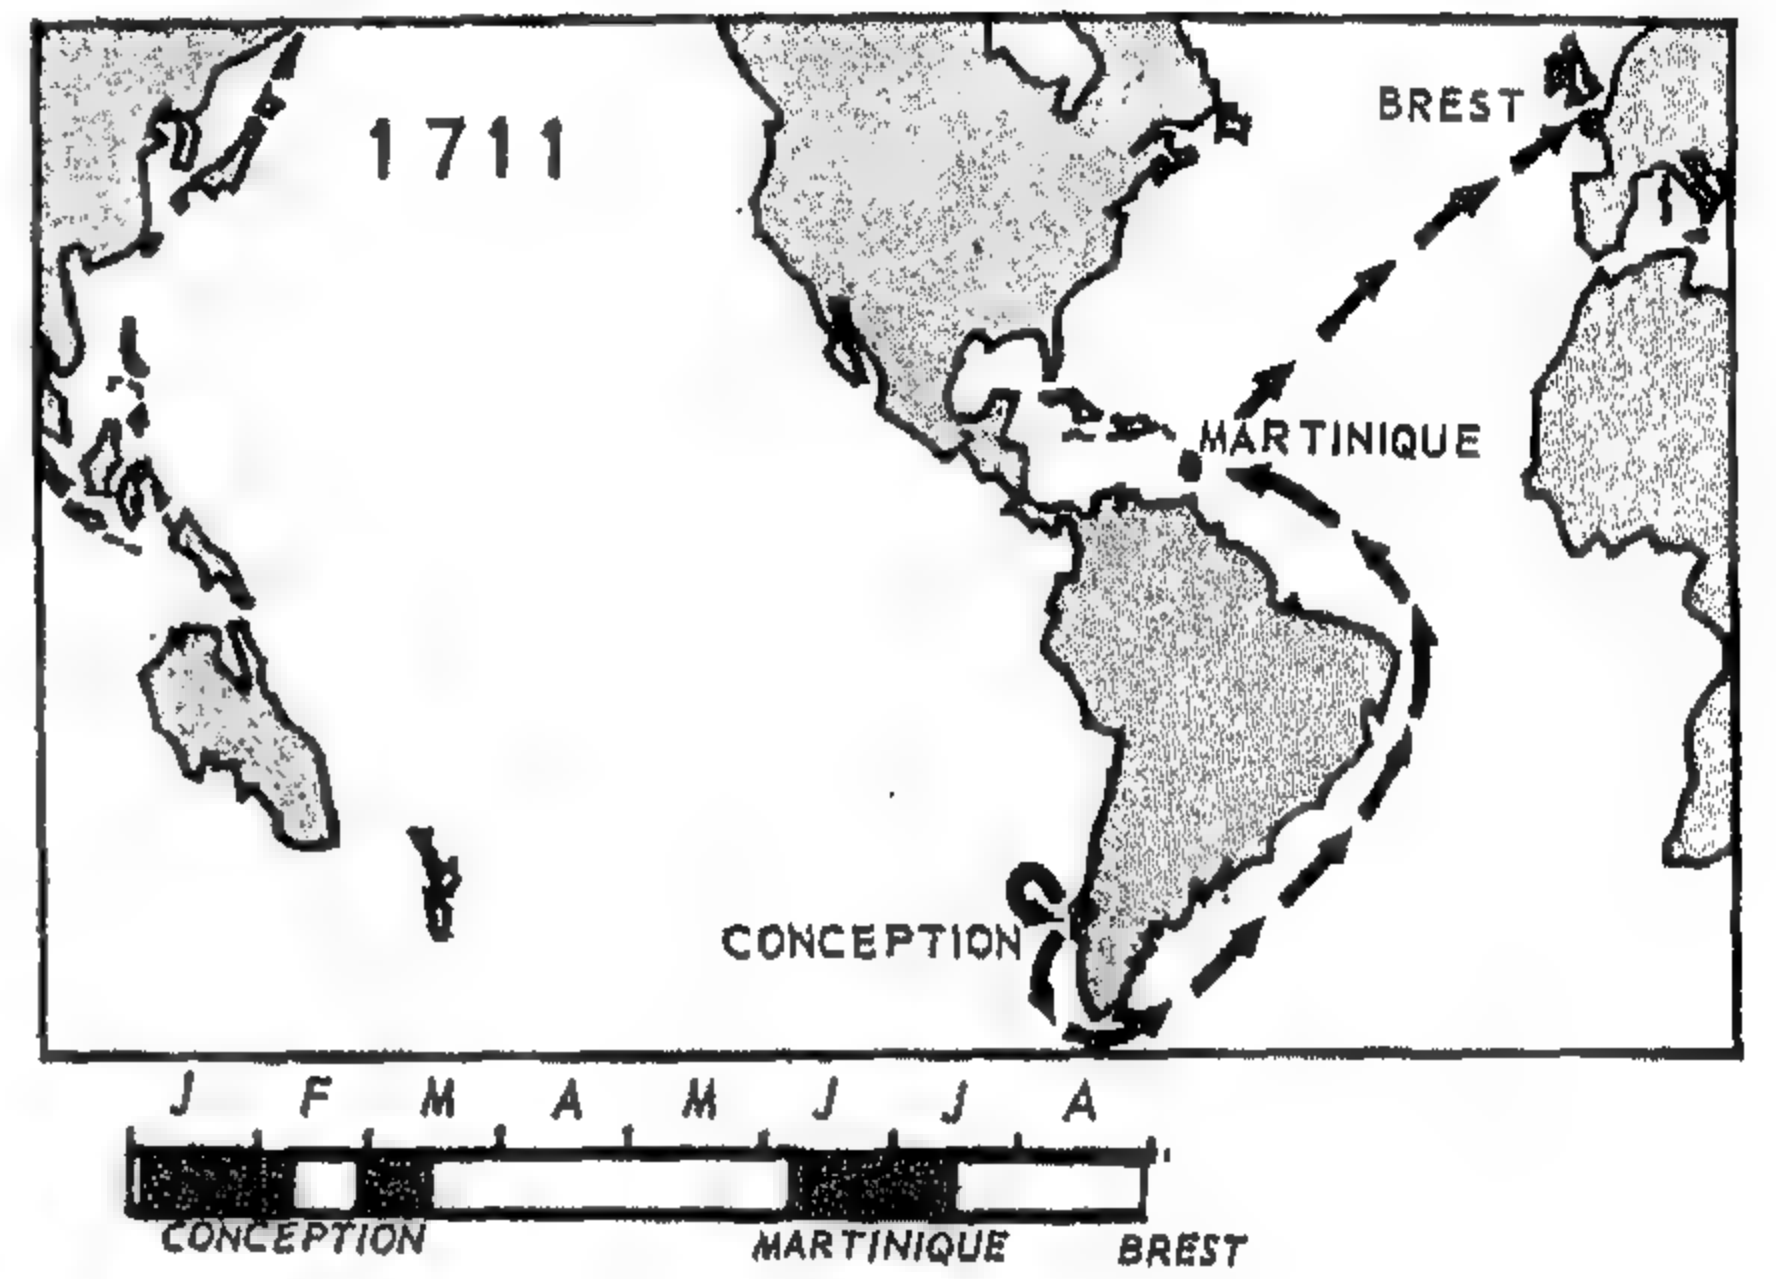 1711
BREST
MARTINIQUE
CONCEPTION
J F M A M J J A
CONCEPTION MARTINIQUE BREST